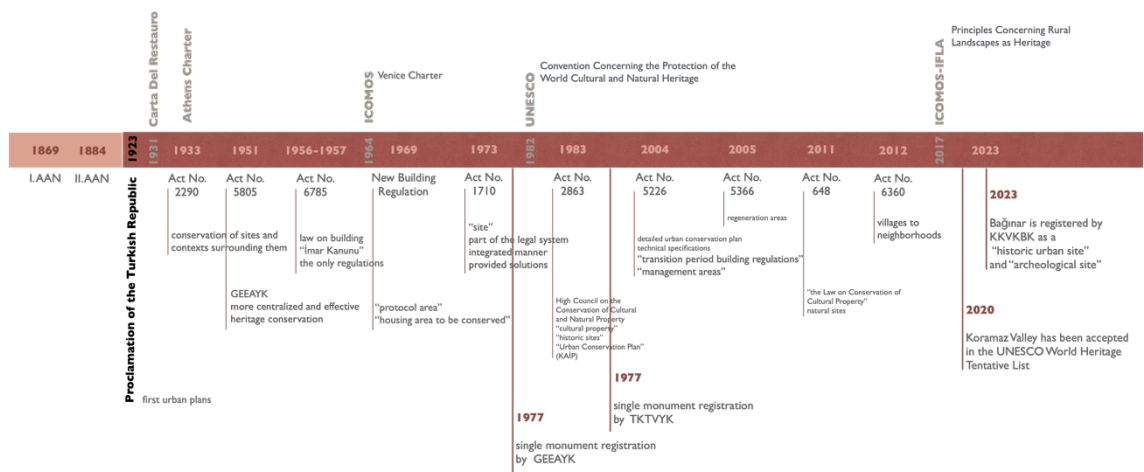 Carta Del Restauro
Athens Charter
ICOMOS
Venice Charter
UNESCO
Convention Concerning the Protection of the
World Cultural and Natural Heritage
ICOMOS-IFLA
Principles Concerning Rural
Landscapes as Heritage
1869
1884
1923
1931
1933
1951
1956-1957
1964
1969
1973
1982
1983
2004
2005
2011
2012
2017
2023
I.AAN
II.AAN
Proclamation of the Turkish Republic
first urban plans
Act No.
2290
conservation of sites and
contexts surrounding them
Act No.
5805
GEEAYK
more centralized and effective
heritage conservation
Act No.
6785
law on building
"İmar Kanunu"
the only regulations
New Building
Regulation
"protocol area"
"housing area to be conserved"
Act No.
1710
"site"
part of the legal system
integrated manner
provided solutions
1977
single monument registration
by GEEAYK
Act No.
2863
High Council on the
Conservation of Cultural
and Natural Property
"cultural property"
"historic sites"
"Urban Conservation Plan"
(KAİP)
1977
single monument registration
by TKTVYK
Act No.
5226
detailed urban conservation plan
technical specifications
"transition period building regulations"
"management areas"
Act No.
5366
regeneration areas
Act No.
648
"the Law on Conservation of
Cultural Property"
natural sites
Act No.
6360
villages to
neighborhoods
2023
Bağınar is registered by
KKVKBK as a
"historic urban site"
and "archeological site"
2020
Koramaz Valley has been accepted
in the UNESCO World Heritage
Tentative List